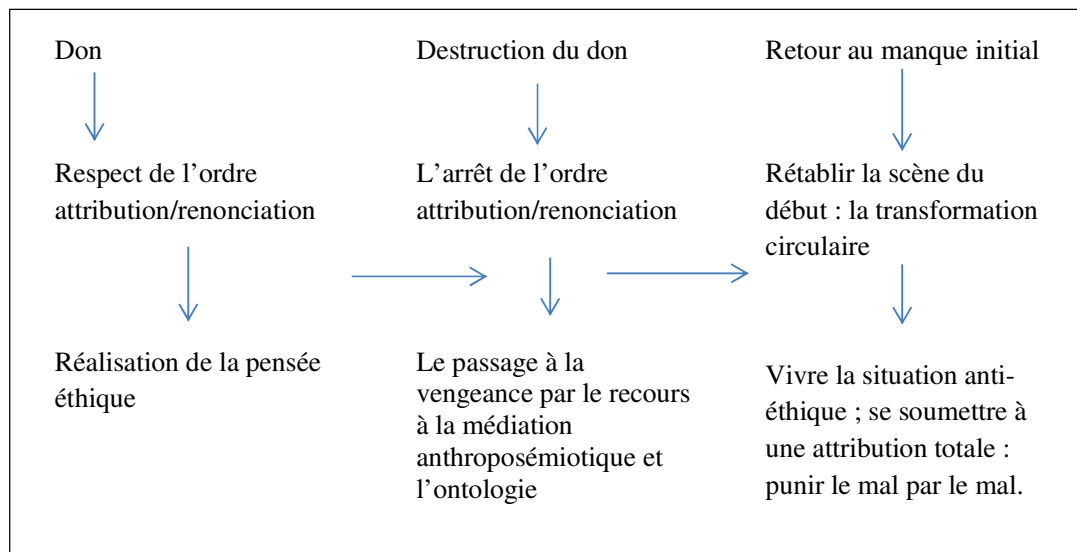 Don
Respect de l’ordre
attribution/renonciation
Réalisation de la pensée
éthique
Destruction du don
L’arrêt de l’ordre
attribution/renonciation
Le passage à la
vengeance par le recours
à la médiation
anthroposémiotique et
l’ontologie
Retour au manque initial
Rétablir la scène du
début : la transformation
circulaire
Vivre la situation anti-
éthique ; se soumettre à
une attribution totale :
punir le mal par le mal.